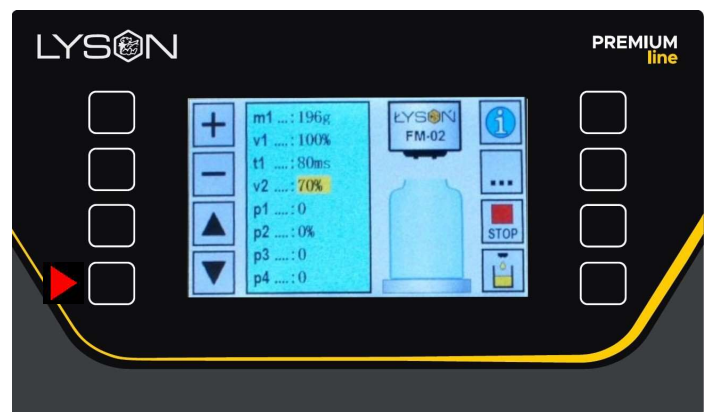 LYSON
PREMIUM
line
+
m1 ...: 196g
v1 ....: 100%
t1 ....: 80ms
v2 ....: 70%
p1 ....: 0
p2 ....: 0%
p3 ....: 0
p4 ....: 0
ŁYSOŃ
FM-02
i
...
STOP